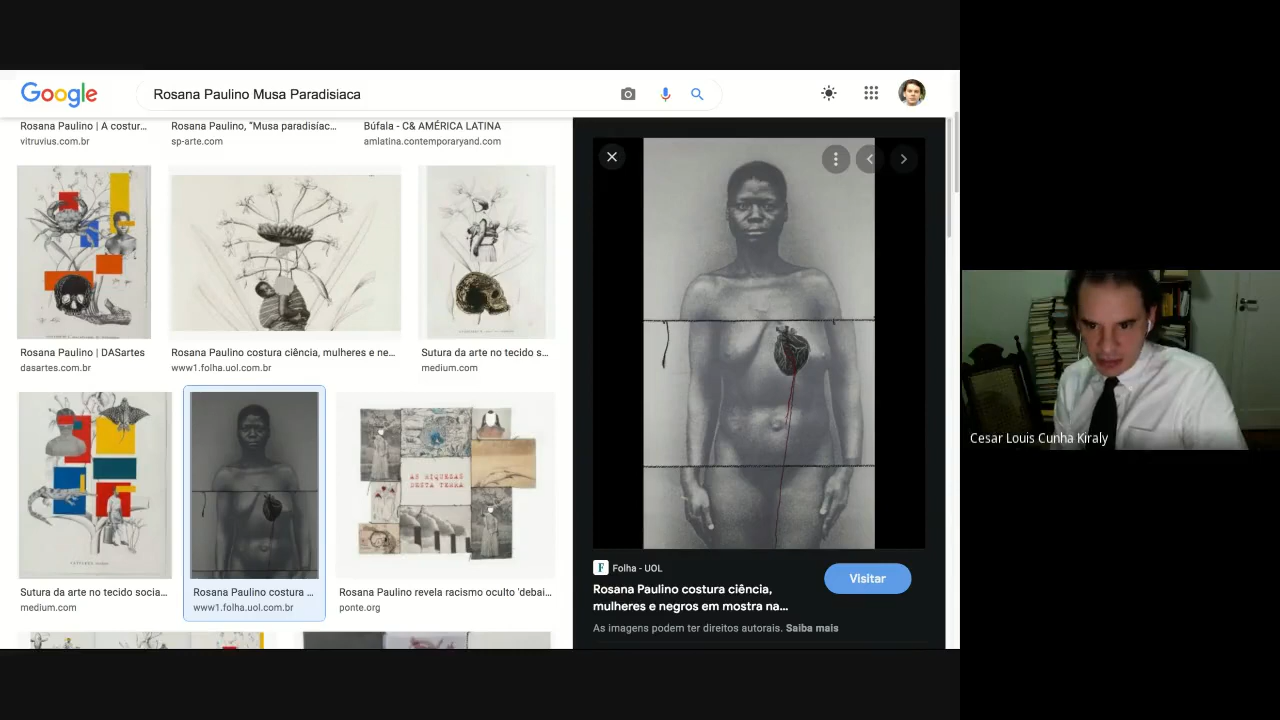 Google
Rosana Paulino Musa Paradisiaca
Rosana Paulino | A costur...
vitruvius.com.br
Rosana Paulino, "Musa paradisíac...
sp-arte.com
Búfala - C& AMÉRICA LATINA
amlatina.contemporaryand.com
Rosana Paulino | DASartes
dasartes.com.br
Rosana Paulino costura ciência, mulheres e ne...
www1.folha.uol.com.br
Sutura da arte no tecido s...
medium.com
AS RIQUEZAS
DESTA TERRA
Sutura da arte no tecido socia...
medium.com
Rosana Paulino costura ...
www1.folha.uol.com.br
Rosana Paulino revela racismo oculto 'debai...
ponte.org
F
Folha - UOL
Rosana Paulino costura ciência,
mulheres e negros em mostra na...
Visitar
As imagens podem ter direitos autorais. Saiba mais
Cesar Louis Cunha Kiraly